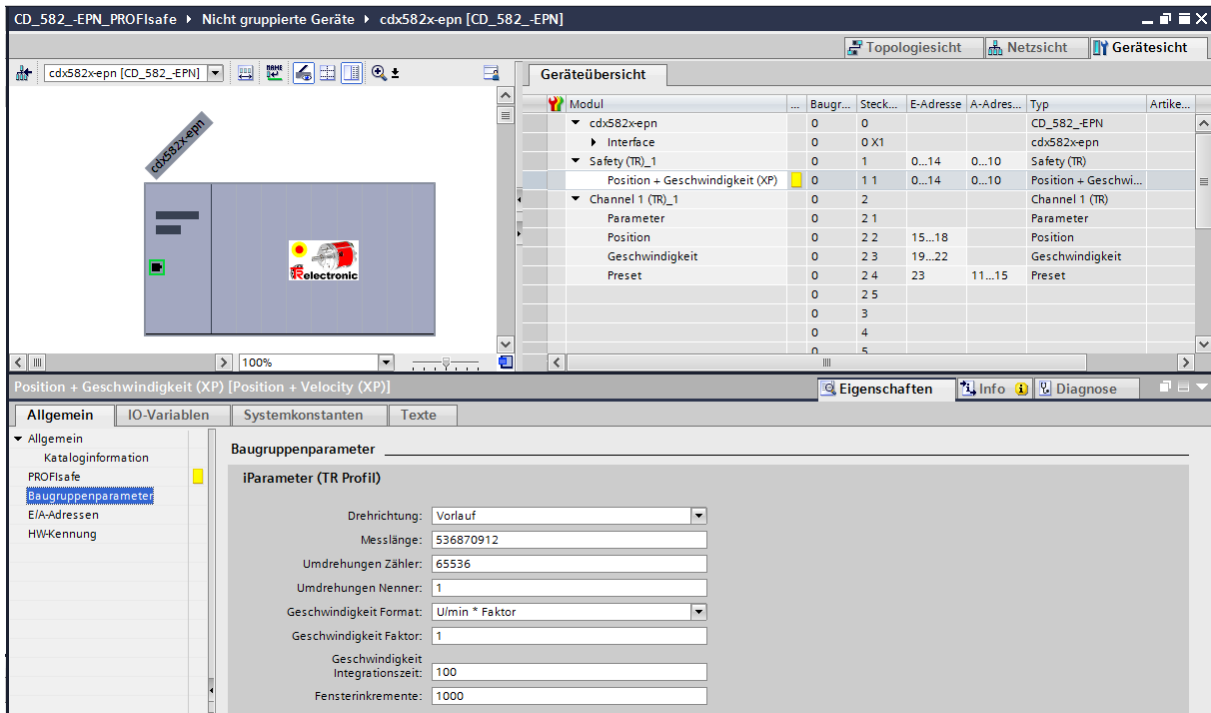 CD_582_-EPN_PROFIsafe ▸ Nicht gruppierte Geräte ▸ cdx582x-epn [CD_582_-EPN]
Topologiesicht Netzsicht Gerätesicht
cdx582x-epn [CD_582_-EPN]
cdx582x-epn
TRelectronic
100%
Geräteübersicht
Modul ... Baugr... Steck... E-Adresse A-Adres... Typ Artike...
cdx582x-epn 0 0 CD_582_-EPN
Interface 0 0 X1 cdx582x-epn
Safety (TR)_1 0 1 0...14 0...10 Safety (TR)
Position + Geschwindigkeit (XP) 0 1 1 0...14 0...10 Position + Geschwi...
Channel 1 (TR)_1 0 2 Channel 1 (TR)
Parameter 0 2 1 Parameter
Position 0 2 2 15...18 Position
Geschwindigkeit 0 2 3 19...22 Geschwindigkeit
Preset 0 2 4 23 11...15 Preset
0 2 5
0 3
0 4
0 5
Position + Geschwindigkeit (XP) [Position + Velocity (XP)]
Eigenschaften Info Diagnose
Allgemein IO-Variablen Systemkonstanten Texte
Allgemein
Kataloginformation
PROFIsafe
Baugruppenparameter
E/A-Adressen
HW-Kennung
Baugruppenparameter
iParameter (TR Profil)
Drehrichtung: Vorlauf
Messlänge: 536870912
Umdrehungen Zähler: 65536
Umdrehungen Nenner: 1
Geschwindigkeit Format: U/min * Faktor
Geschwindigkeit Faktor: 1
Geschwindigkeit
Integrationszeit: 100
Fensterinkremente: 1000